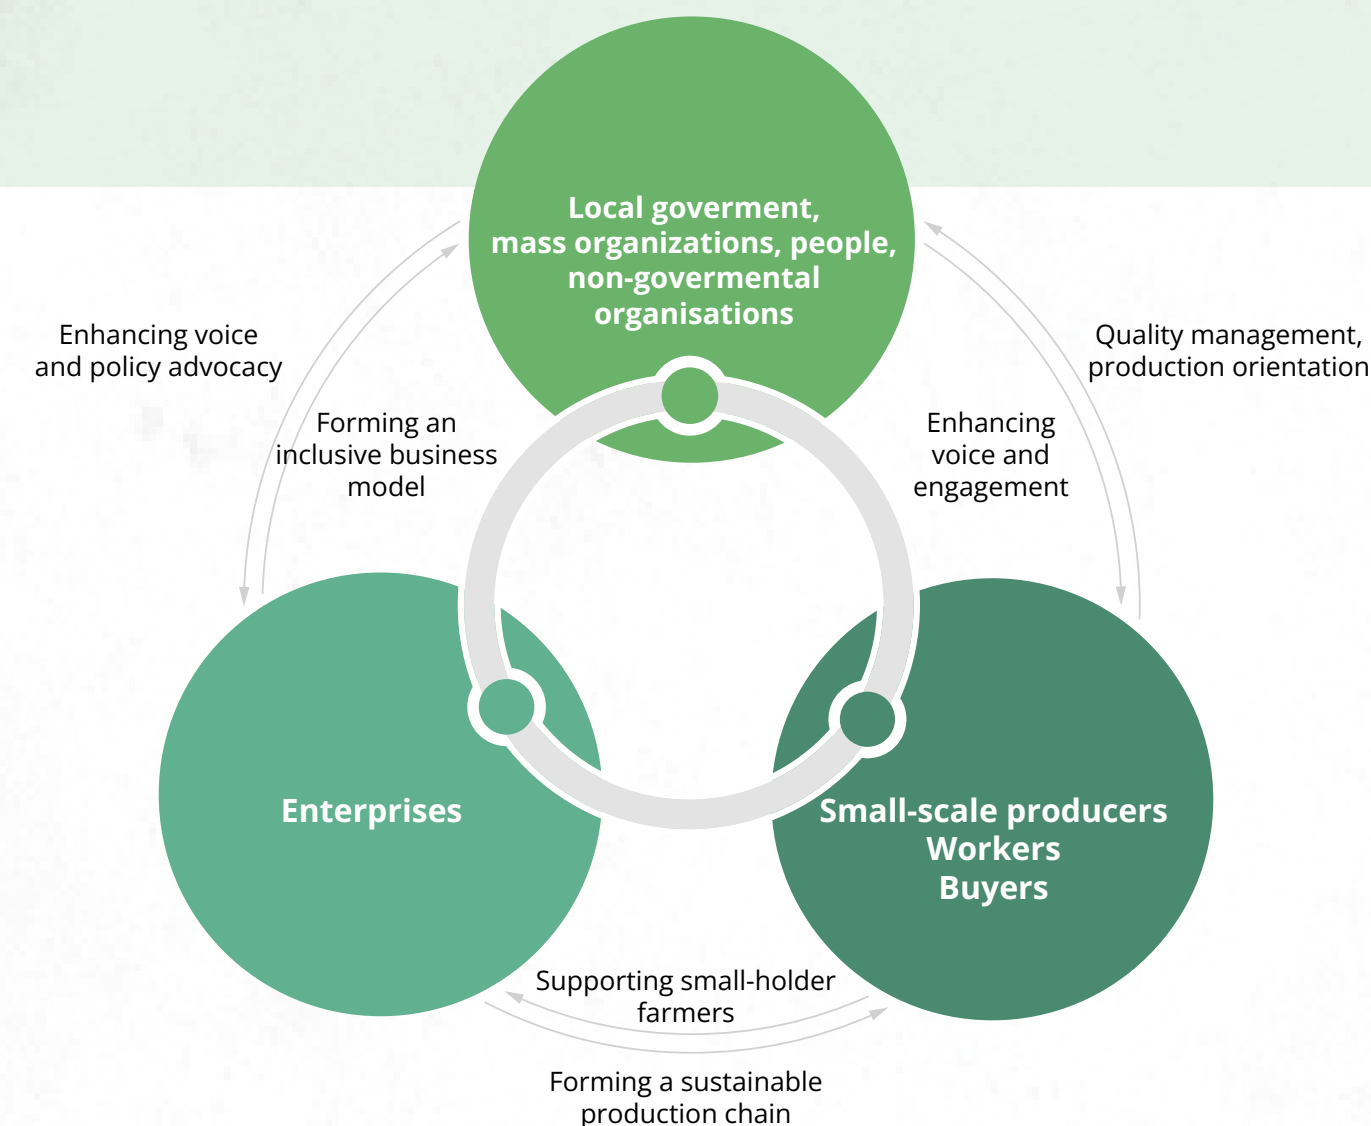 Local goverment,
mass organizations, people,
non-govermental
organisations
Enhancing voice
and policy advocacy
Quality management,
production orientation
Forming an
inclusive business
model
Enhancing
voice and
engagement
Enterprises
Small-scale producers
Workers
Buyers
Supporting small-holder
farmers
Forming a sustainable
production chain